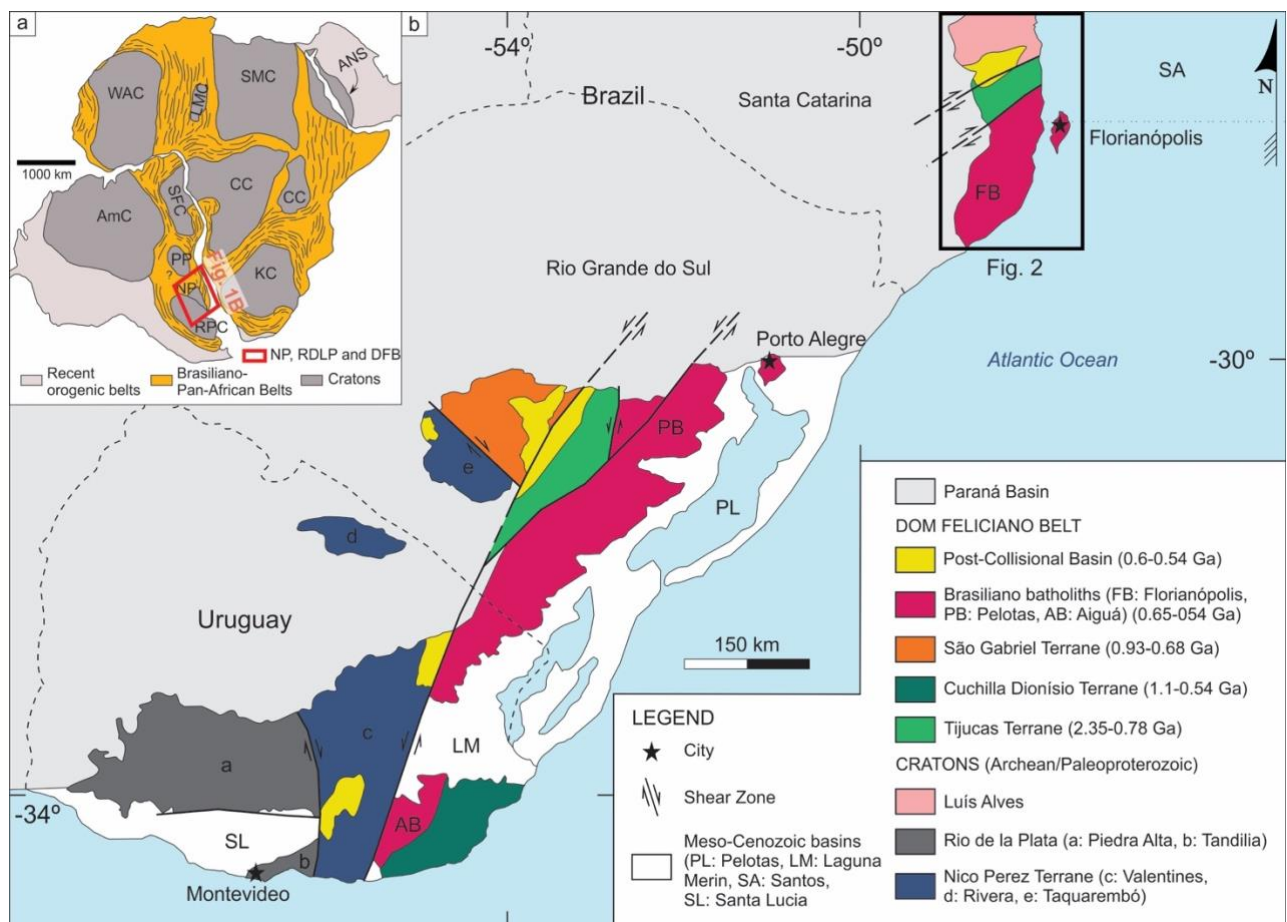 a
WAC
LMC
SMC
ANS
1000 km
AmC
SFC
CC
CC
PP
?
NP
Fig. 1B
KC
RPC
NP, RDLP and DFB
Recent
orogenic belts
Brasiliano-
Pan-African Belts
Cratons
b
-54º
-50º
Brazil
Santa Catarina
SA
N
Florianópolis
FB
Fig. 2
Rio Grande do Sul
Porto Alegre
Atlantic Ocean
-30º
PB
e
PL
d
Uruguay
150 km
c
LM
a
-34º
AB
SL
b
Montevideo
LEGEND
City
Shear Zone
Meso-Cenozoic basins
(PL: Pelotas, LM: Laguna
Merin, SA: Santos,
SL: Santa Lucia
Paraná Basin
DOM FELICIANO BELT
Post-Collisional Basin (0.6-0.54 Ga)
Brasiliano batholiths (FB: Florianópolis,
PB: Pelotas, AB: Aiguá) (0.65-054 Ga)
São Gabriel Terrane (0.93-0.68 Ga)
Cuchilla Dionísio Terrane (1.1-0.54 Ga)
Tijucas Terrane (2.35-0.78 Ga)
CRATONS (Archean/Paleoproterozoic)
Luís Alves
Rio de la Plata (a: Piedra Alta, b: Tandilia)
Nico Perez Terrane (c: Valentines,
d: Rivera, e: Taquarembó)